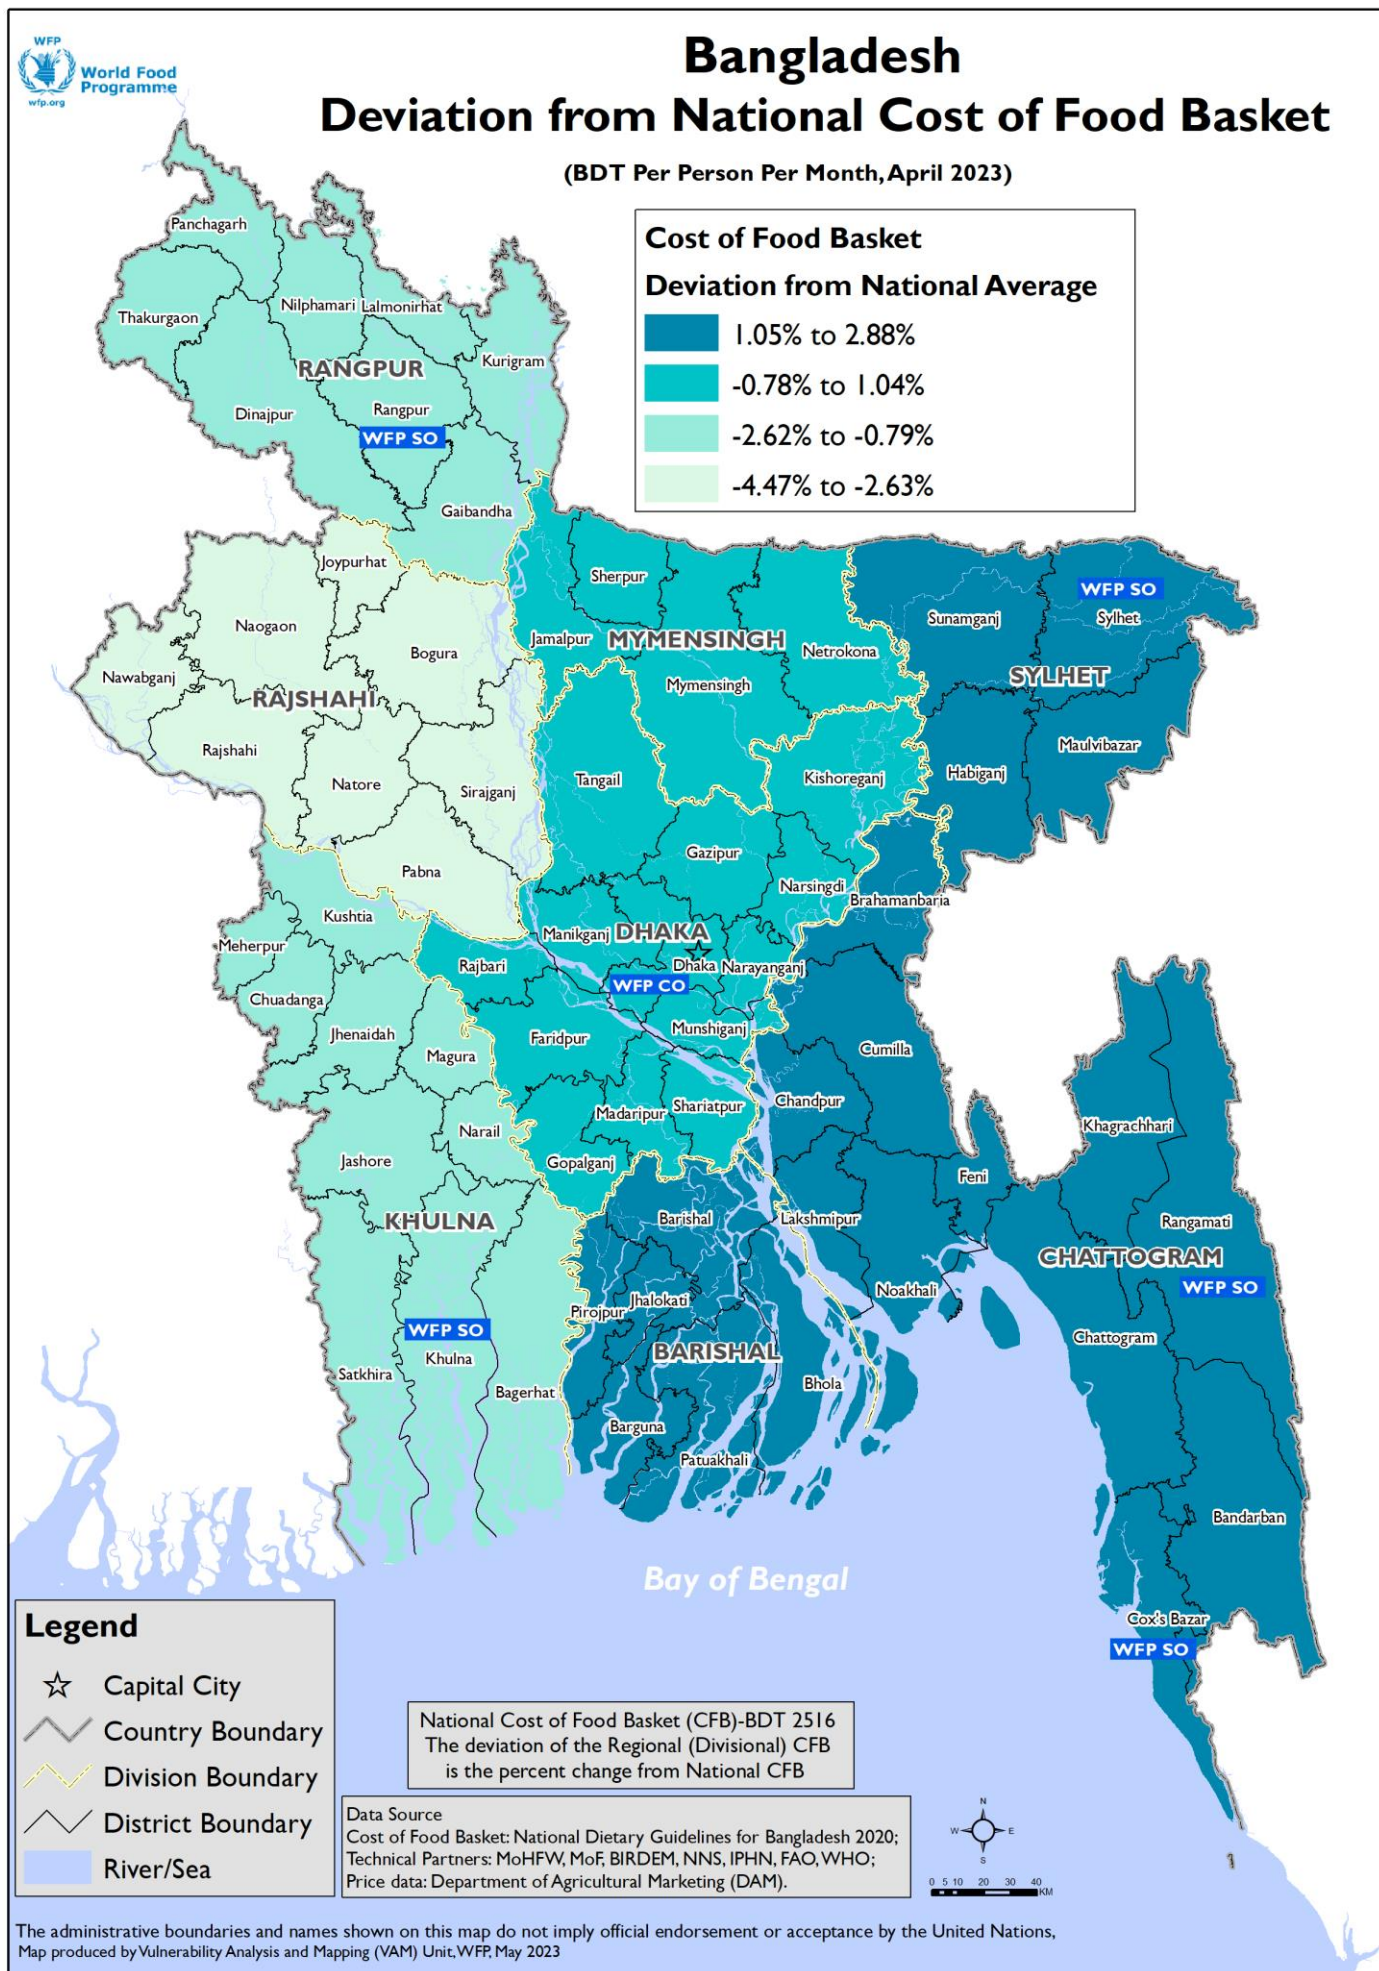 WFP
World Food
Programme
wfp.org
Bangladesh
Deviation from National Cost of Food Basket
(BDT Per Person Per Month, April 2023)
Cost of Food Basket
Deviation from National Average
1.05% to 2.88%
-0.78% to 1.04%
-2.62% to -0.79%
-4.47% to -2.63%
Panchagarh
Thakurgaon
Nilphamari
Lalmonirhat
Kurigram
RANGPUR
Dinajpur
Rangpur
WFP SO
Gaibandha
Joypurhat
Naogaon
Bogura
Nawabganj
RAJSHAHI
Rajshahi
Natore
Sirajganj
Pabna
Sherpur
Jamalpur
MYMENSINGH
Netrokona
Mymensingh
WFP SO
Sylhet
Sunamganj
SYLHET
Maulvibazar
Habiganj
Tangail
Kishoreganj
Gazipur
Narsingdi
Brahamanbaria
Manikganj
DHAKA
Dhaka
Narayanganj
WFP CO
Rajbari
Faridpur
Munshiganj
Madaripur
Shariatpur
Gopalganj
Kushtia
Meherpur
Chuadanga
Jhenaidah
Magura
Narail
Jashore
KHULNA
WFP SO
Khulna
Satkhira
Bagerhat
Cumilla
Chandpur
Khagrachhari
Feni
Lakshmipur
Noakhali
Rangamati
CHATTOGRAM
WFP SO
Chattogram
Barishal
Jhalokati
Pirojpur
BARISHAL
Bhola
Barguna
Patuakhali
Bandarban
Cox's Bazar
WFP SO
Bay of Bengal
Legend
Capital City
Country Boundary
Division Boundary
District Boundary
River/Sea
National Cost of Food Basket (CFB)-BDT 2516
The deviation of the Regional (Divisional) CFB
is the percent change from National CFB
Data Source
Cost of Food Basket: National Dietary Guidelines for Bangladesh 2020;
Technical Partners: MoHFW, MoF, BIRDEM, NNS, IPHN, FAO, WHO;
Price data: Department of Agricultural Marketing (DAM).
N
W E
S
0 5 10 20 30 40
KM
The administrative boundaries and names shown on this map do not imply official endorsement or acceptance by the United Nations,
Map produced by Vulnerability Analysis and Mapping (VAM) Unit, WFP, May 2023